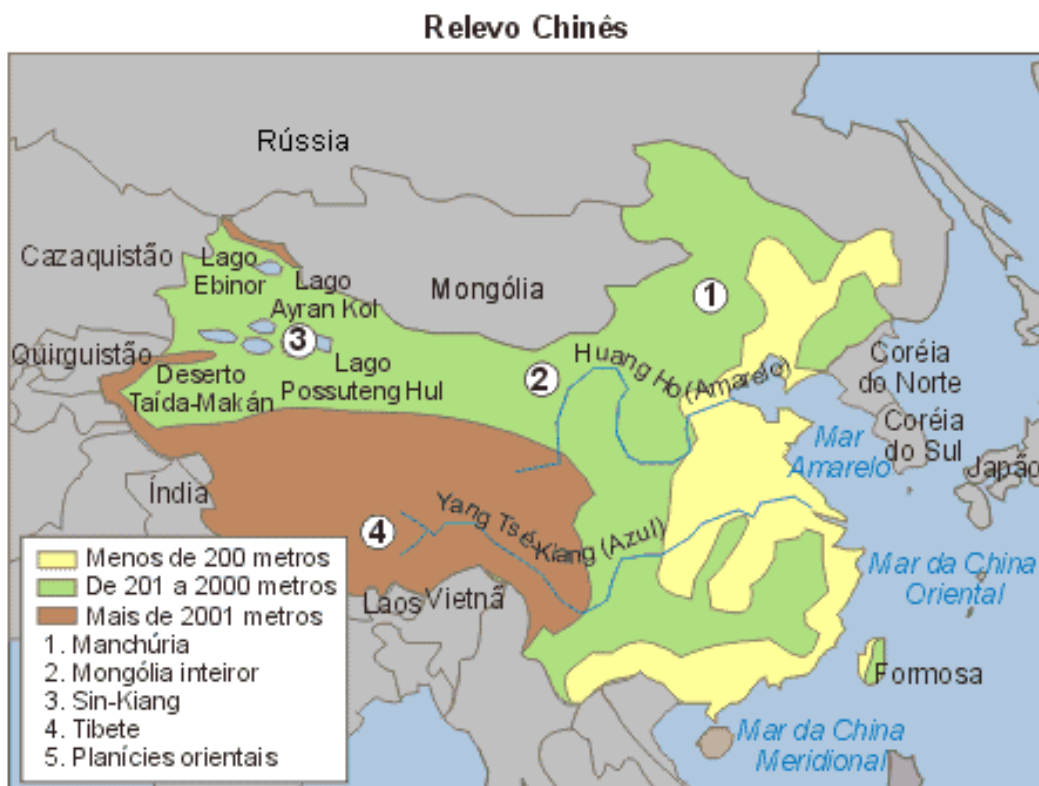 Relevo Chinês
Rússia
Cazaquistão
Lago
Ebinor
Lago
Ayran Kol
Mongólia
1
3
Quirguistão
Lago
Possuteng Hul
Deserto
Taída-Makán
2
Huang Ho (Amarelo)
Coréia
do Norte
Coréia
do Sul
Mar
Amarelo
Japão
Índia
4
Yang Tsé-Kiang (Azul)
Mar da China
Oriental
Laos
Vietnã
Formosa
Mar da China
Meridional
Menos de 200 metros
De 201 a 2000 metros
Mais de 2001 metros
1. Manchúria
2. Mongólia inteiror
3. Sin-Kiang
4. Tibete
5. Planícies orientais